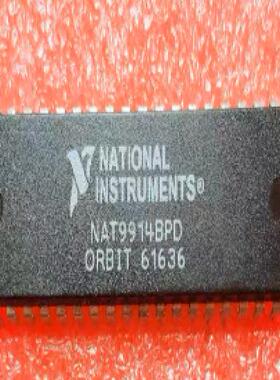 NATIONAL
INSTRUMENTS®
NAT9914BPD
ORBIT 61636